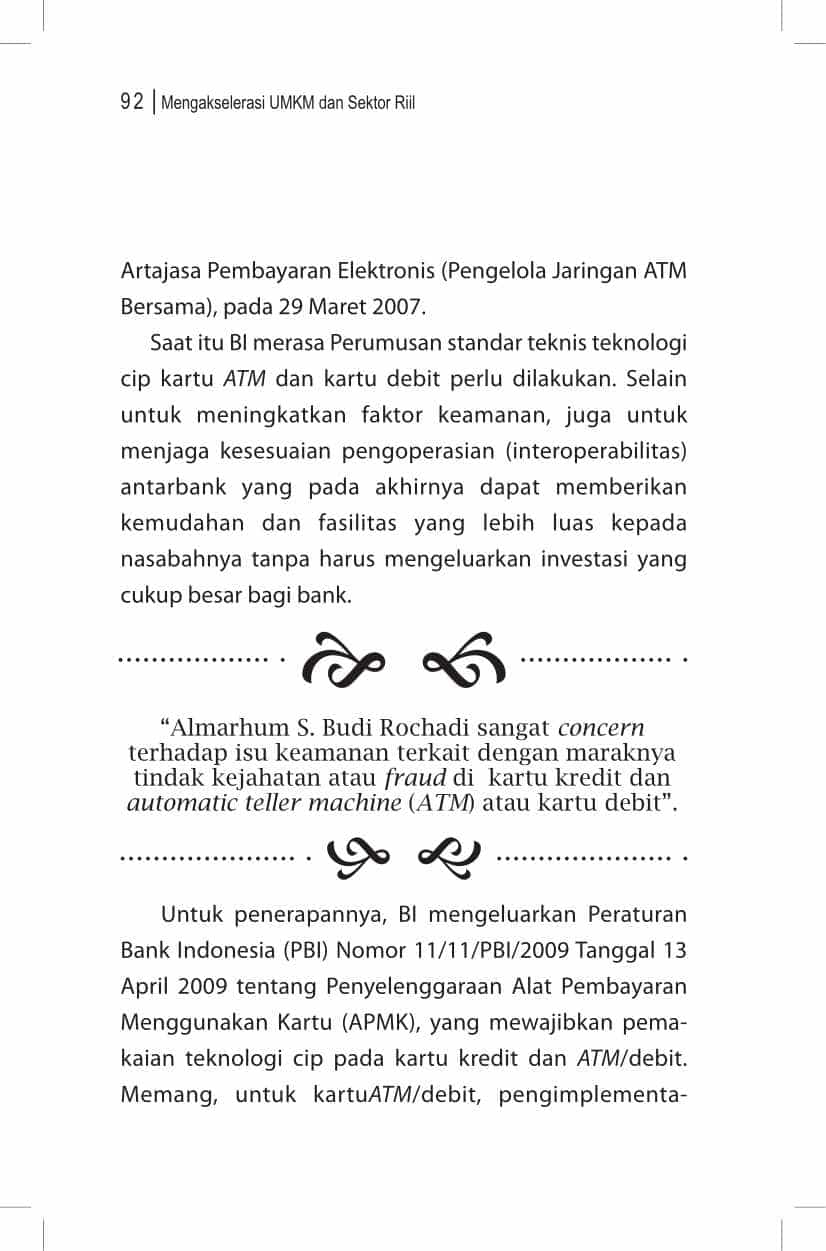 92 | Mengakselerasi UMKM dan Sektor Riil
Artajasa Pembayaran Elektronis (Pengelola Jaringan ATM
Bersama), pada 29 Maret 2007.
Saat itu BI merasa Perumusan standar teknis teknologi
cip kartu ATM dan kartu debit perlu dilakukan. Selain
untuk meningkatkan faktor keamanan, juga untuk
menjaga kesesuaian pengoperasian (interoperabilitas)
antarbank yang pada akhirnya dapat memberikan
kemudahan dan fasilitas yang lebih luas kepada
nasabahnya tanpa harus mengeluarkan investasi yang
cukup besar bagi bank.
“Almarhum S. Budi Rochadi sangat concern
terhadap isu keamanan terkait dengan maraknya
tindak kejahatan atau fraud di kartu kredit dan
automatic teller machine (ATM) atau kartu debit”.
Untuk penerapannya, BI mengeluarkan Peraturan
Bank Indonesia (PBI) Nomor 11/11/PBI/2009 Tanggal 13
April 2009 tentang Penyelenggaraan Alat Pembayaran
Menggunakan Kartu (APMK), yang mewajibkan pema-
kaian teknologi cip pada kartu kredit dan ATM/debit.
Memang, untuk kartuATM/debit, pengimplementa-